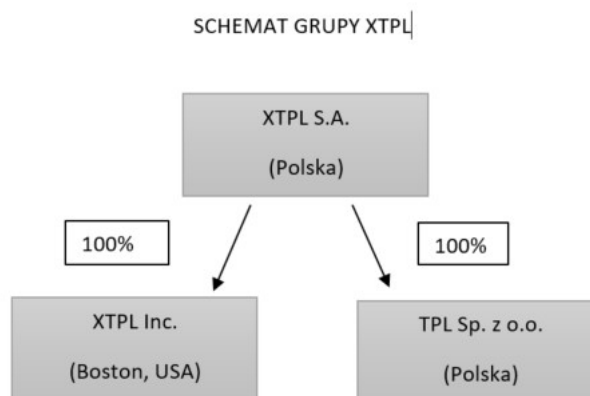 SCHEMAT GRUPY XTPL
XTPL S.A.
(Polska)
100%
100%
XTPL Inc.
(Boston, USA)
TPL Sp. z o.o.
(Polska)